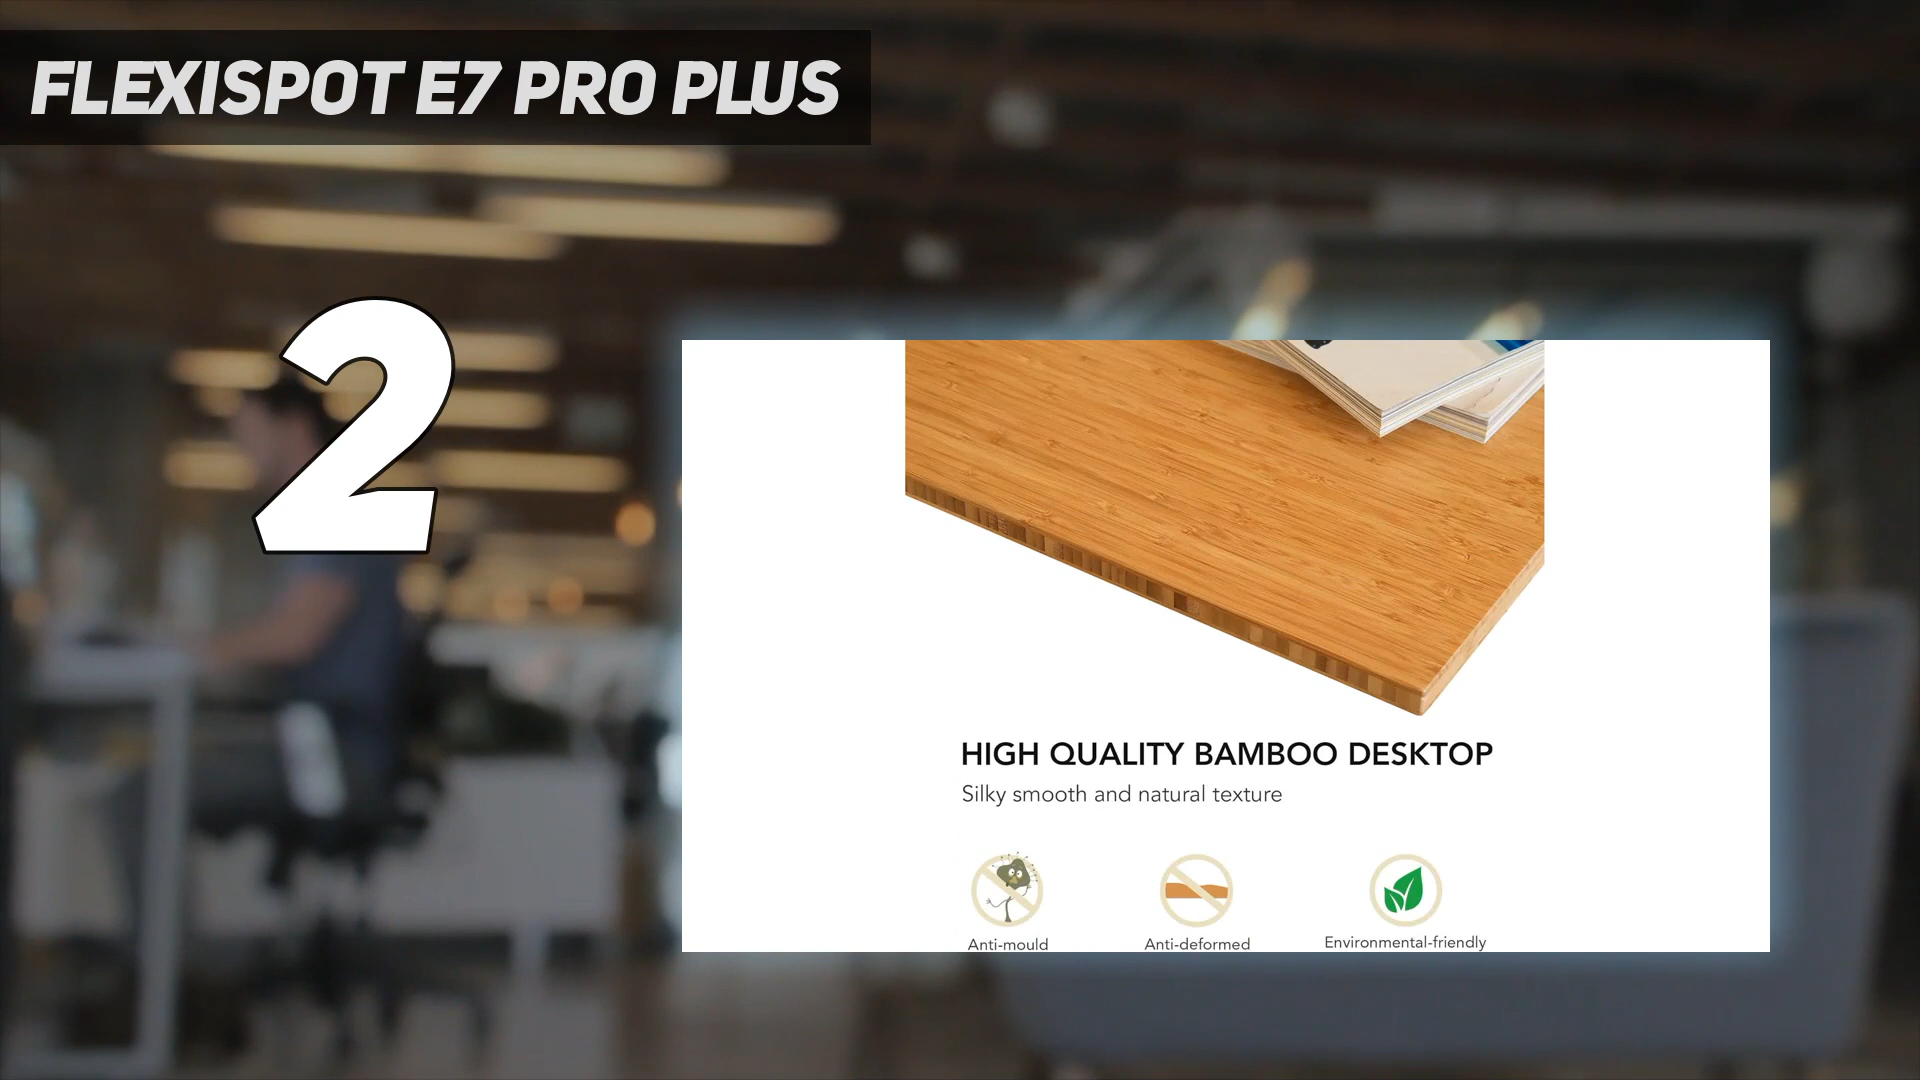 FLEXISPOT E7 PRO PLUS
2
HIGH QUALITY BAMBOO DESKTOP
Silky smooth and natural texture
Anti-mould
Anti-deformed
Environmental-friendly